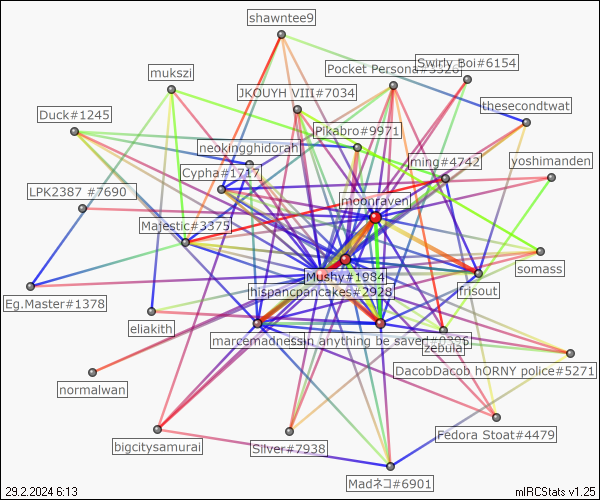 shawntee9
Swirly Boi#6154
Pocket Persona#5520
mukszi
JKOUYH VIII#7034
thesecondtwat
Duck#1245
Pikabro#9971
neokingghidorah
ming#4742
yoshimanden
Cypha#1717
LPK2387 #7690
moonraven
Majestic#3375
somass
Mushy#1984
frisout
hispancpancakes#2928
Eg.Master#1378
eliakith
marcemadness
in anything be saved
zebula
DacobDacob hORNY police#5271
normalwan
Fedora Stoat#4479
bigcitysamurai
Silver#7938
Madネコ#6901
29.2.2024 6:13
mIRCStats v1.25